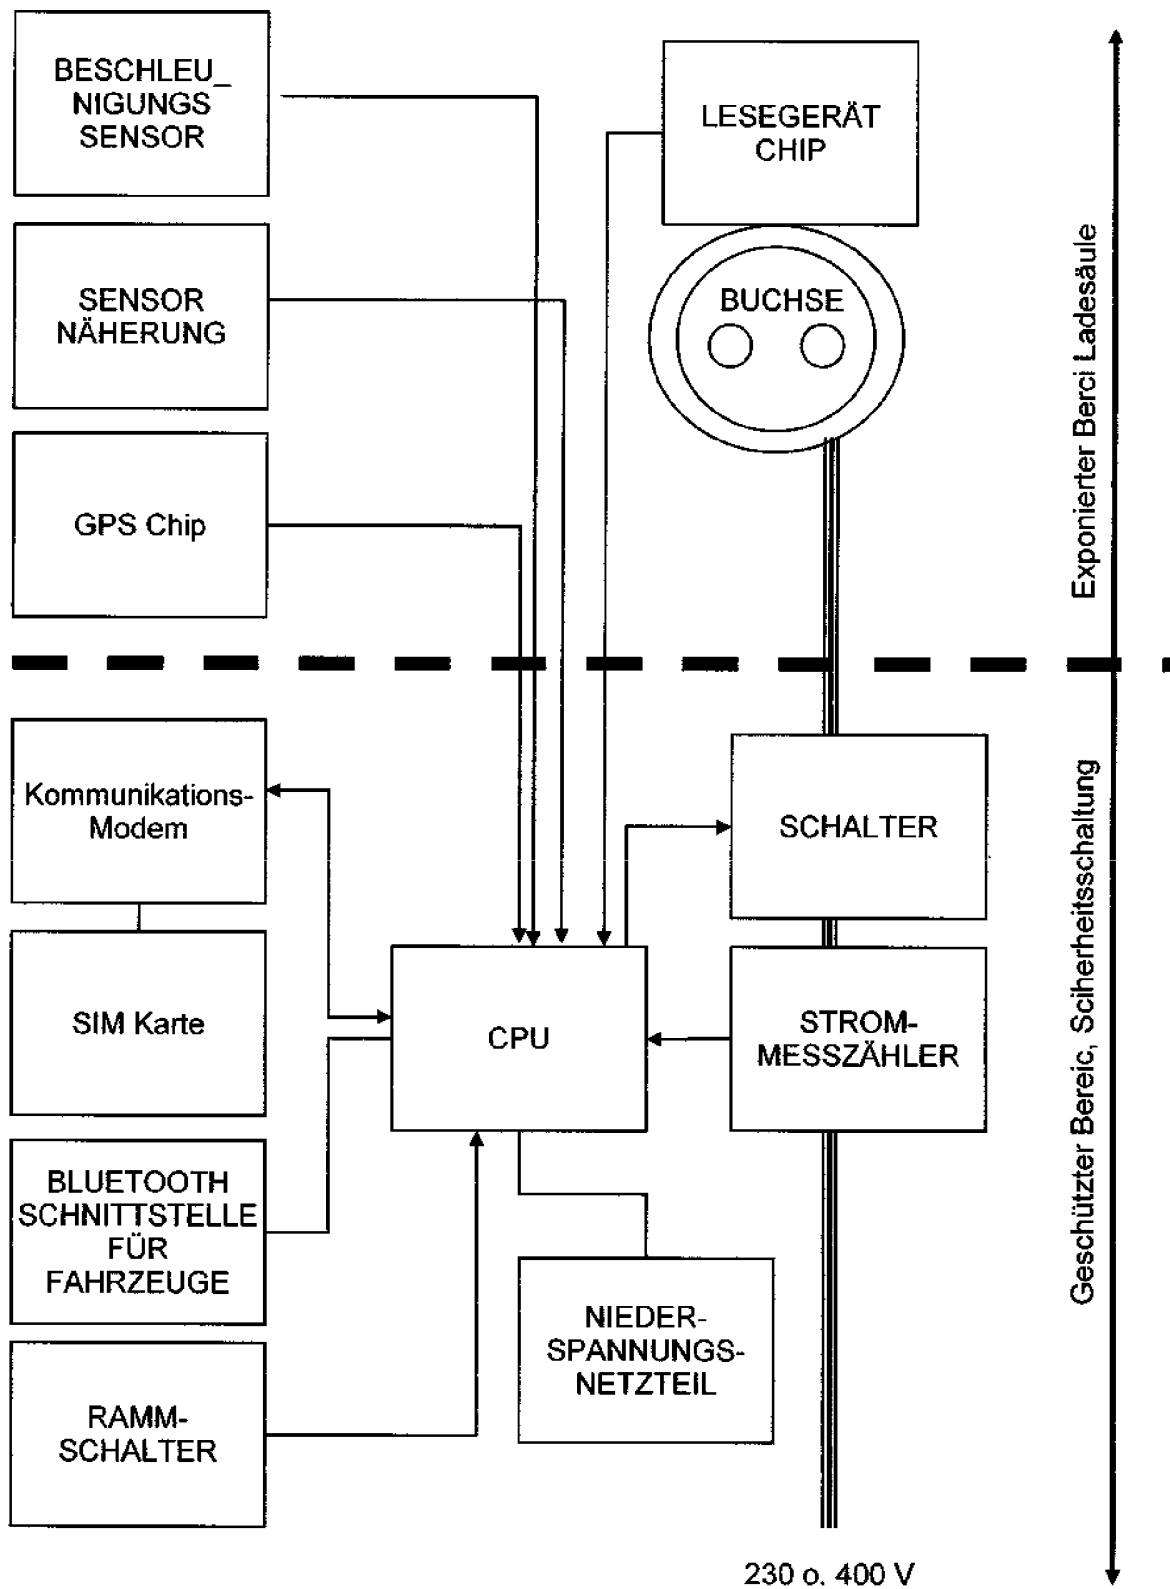 BESCHLEU_
NIGUNGS
SENSOR
LESEGERÄT
CHIP
SENSOR
NÄHERUNG
BUCHSE
GPS Chip
Exponierter Berci Ladesäule
Kommunikations-
Modem
SCHALTER
SIM Karte
CPU
STROM-
MESSZÄHLER
BLUETOOTH
SCHNITTSTELLE
FÜR
FAHRZEUGE
NIEDER-
SPANNUNGS-
NETZTEIL
RAMM-
SCHALTER
Geschützter Bereic, Sciherheitsschaltung
230 o. 400 V